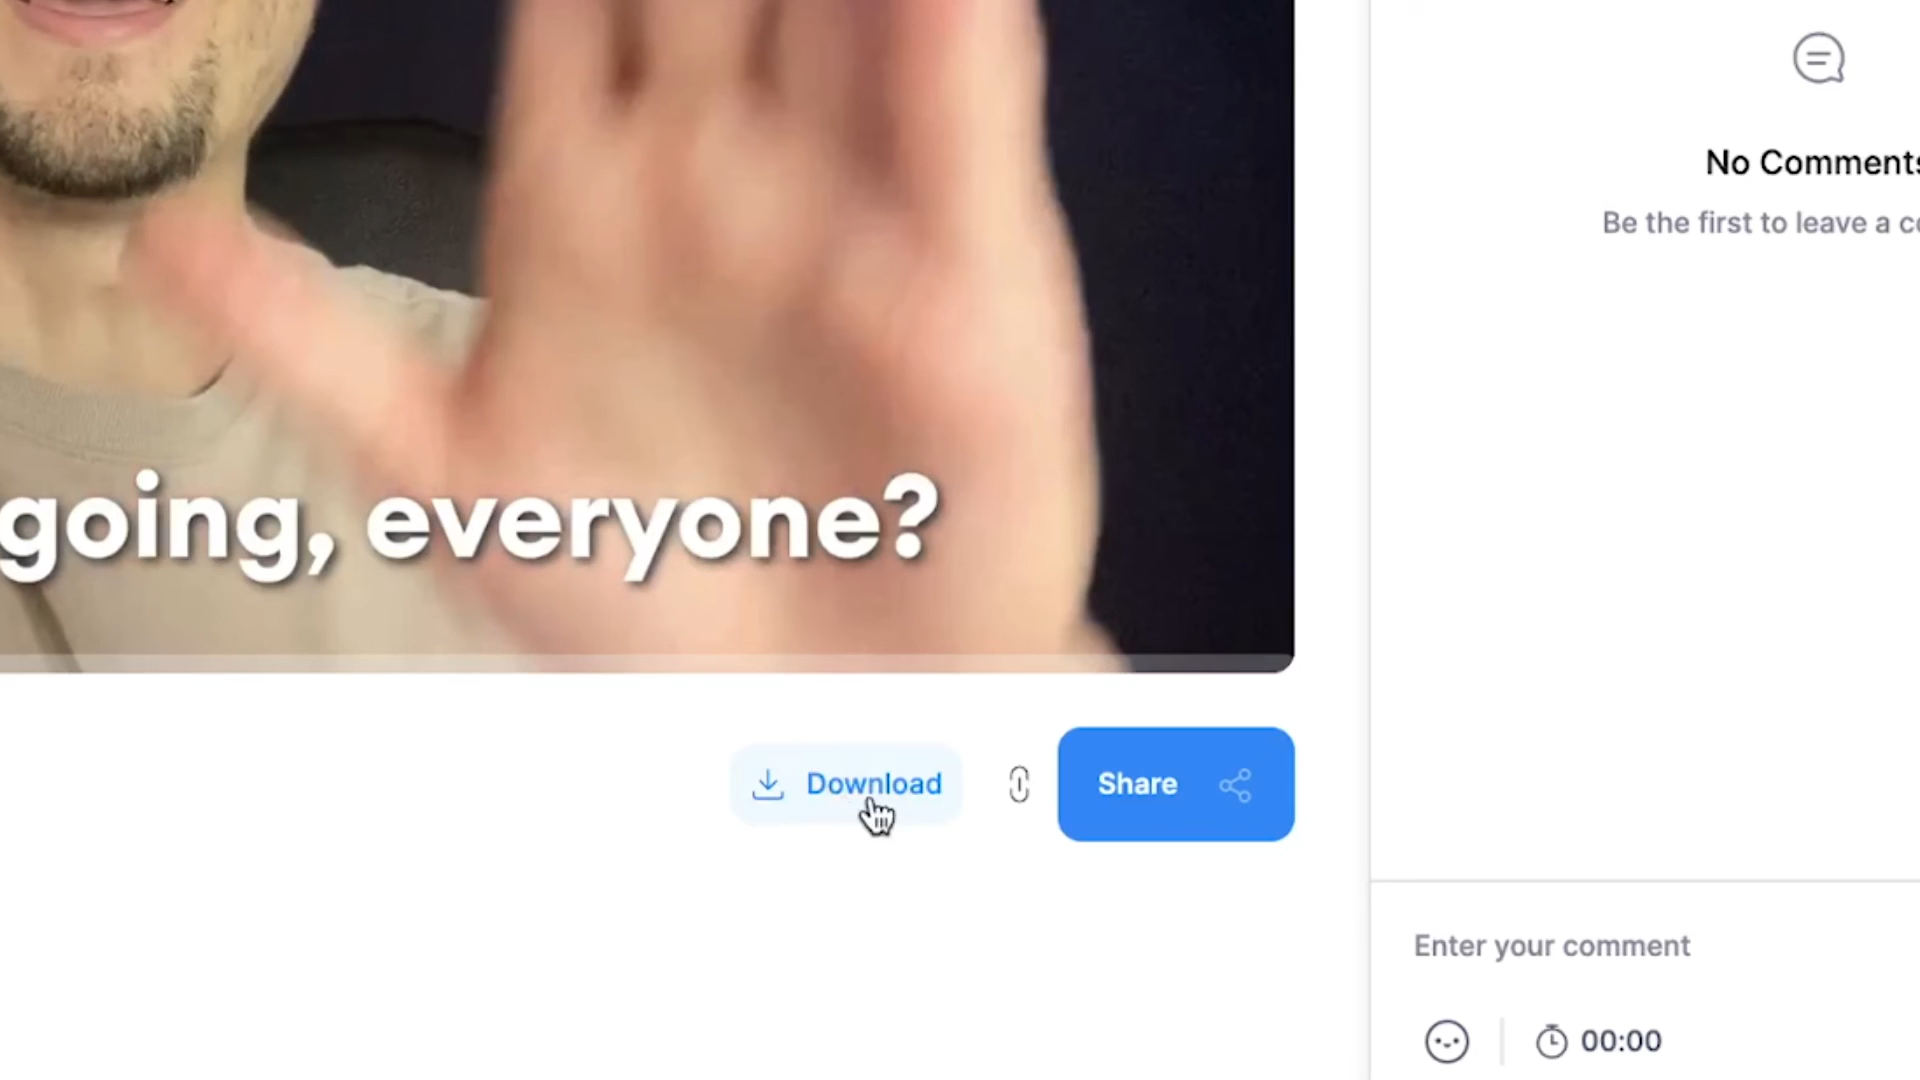 going, everyone?
Download
Share
No Comments
Be the first to leave a
Enter your comment
00:00